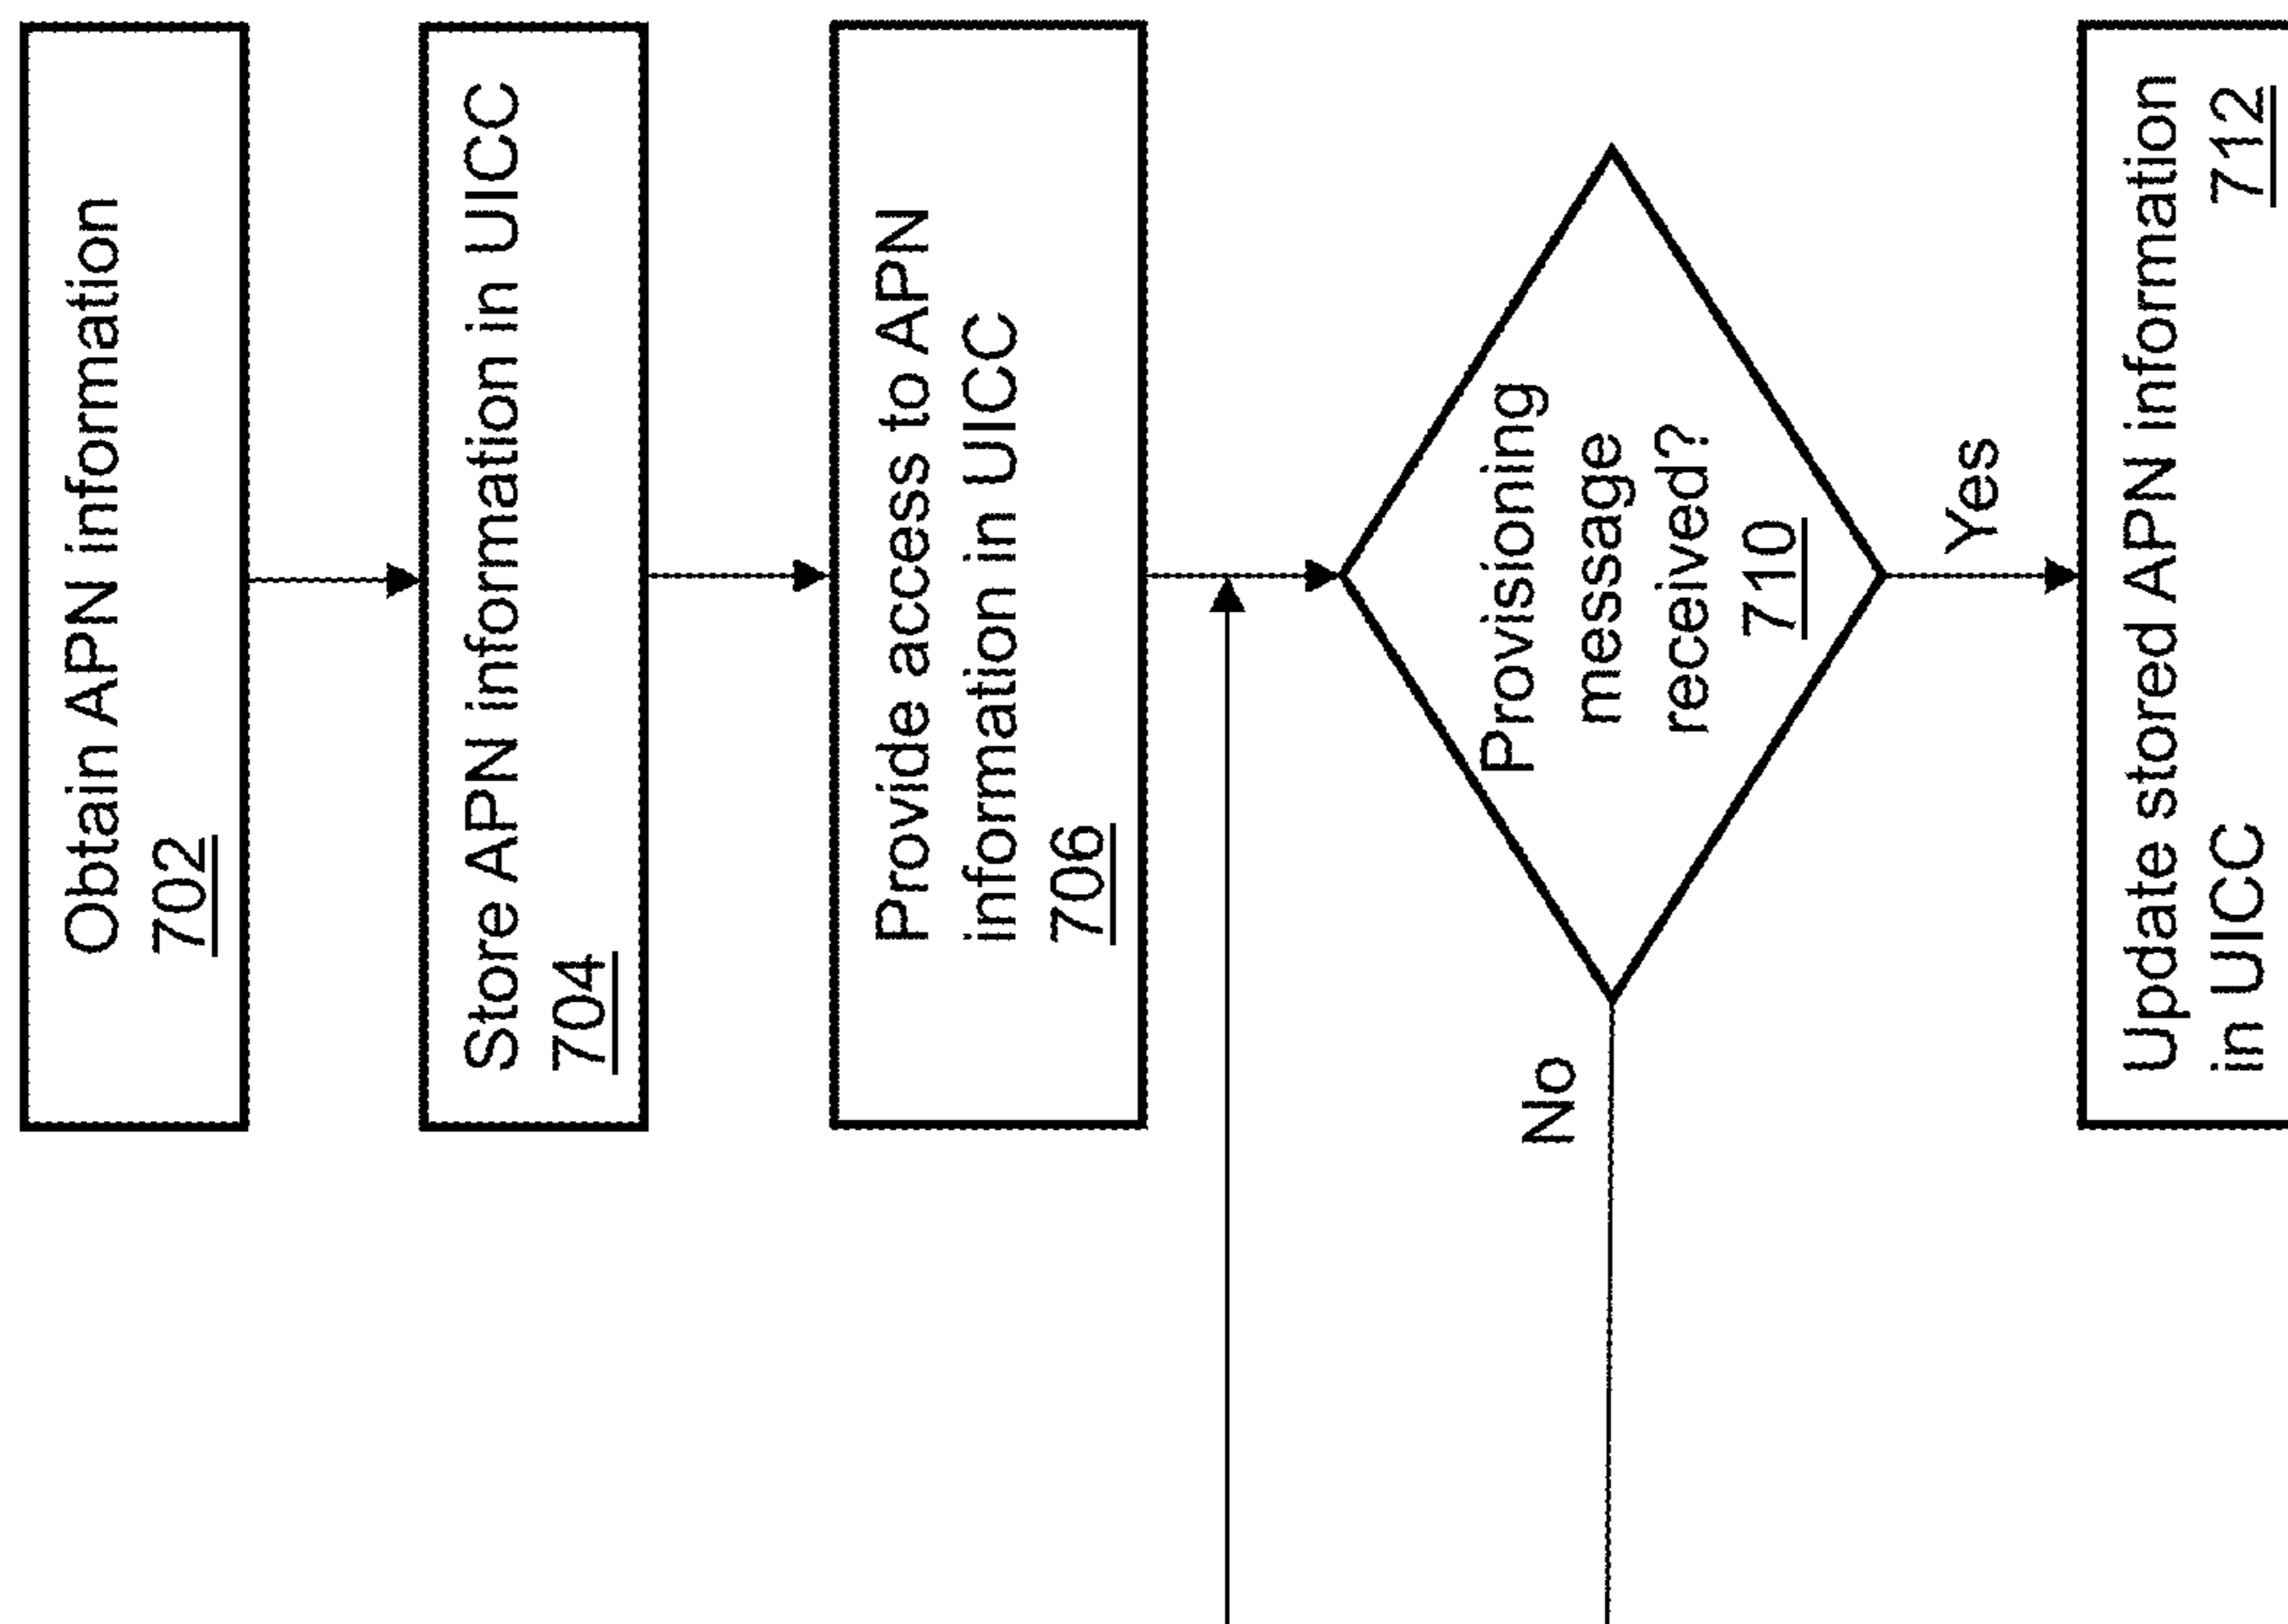 Obtain APN information
702
Store APN information in UICC
704
Provide access to APN
information in UICC
706
Provisioning
message
received?
710
No
Yes
Update stored APN information
in UICC 712